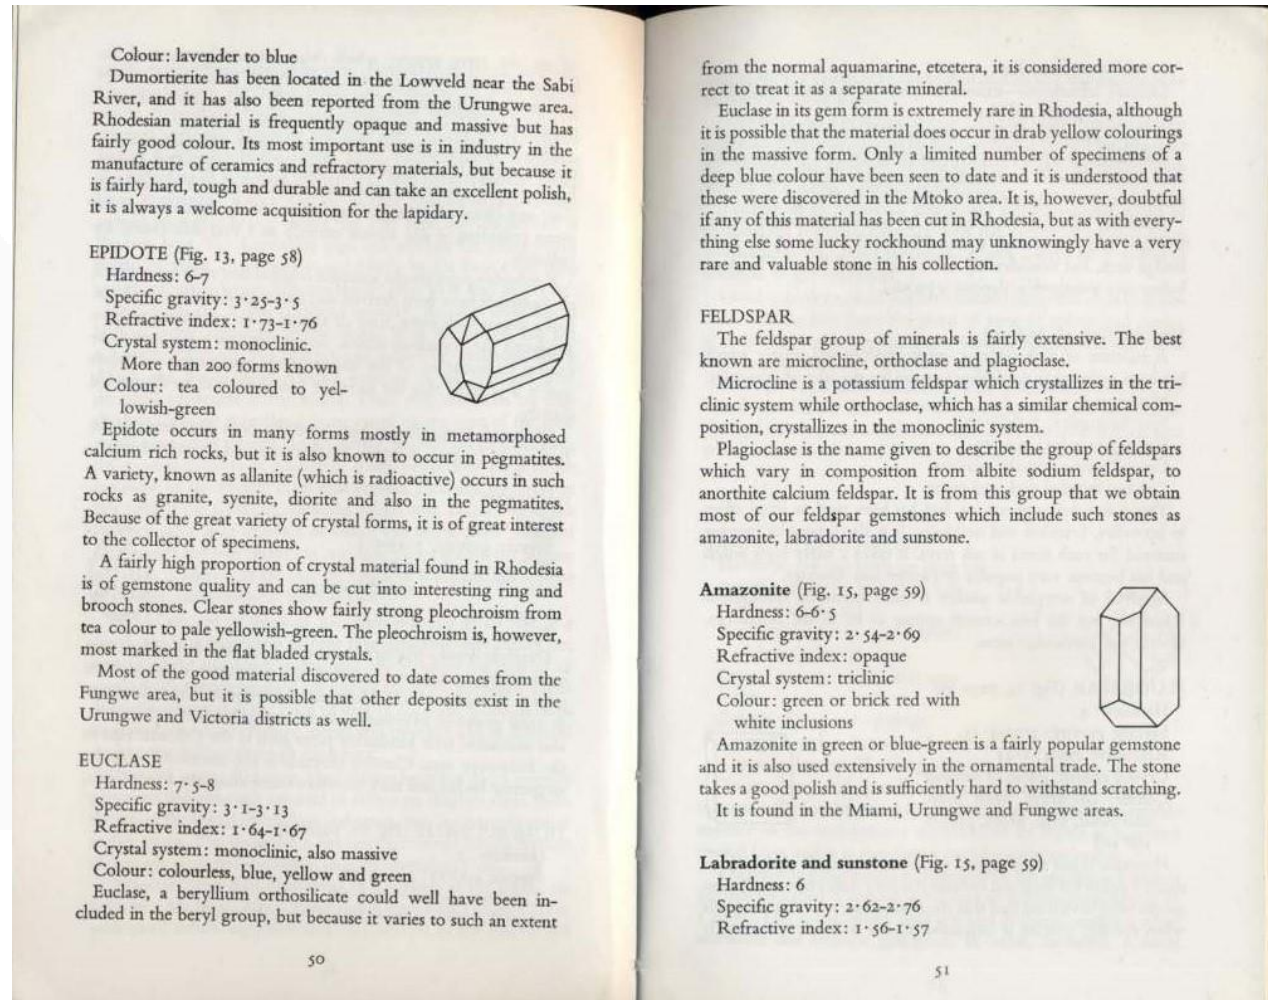 Colour: lavender to blue
Dumortierite has been located in the Lowveld near the Sabi
River, and it has also been reported from the Urungwe area.
Rhodesian material is frequently opaque and massive but has
fairly good colour. Its most important use is in industry in the
manufacture of ceramics and refractory materials, but because it
is fairly hard, tough and durable and can take an excellent polish,
it is always a welcome acquisition for the lapidary.
EPIDOTE (Fig. 13, page 58)
Hardness: 6–7
Specific gravity: 3·25–3·5
Refractive index: 1·73–1·76
Crystal system: monoclinic.
More than 200 forms known
Colour: tea coloured to yel-
lowish-green
Epidote occurs in many forms mostly in metamorphosed
calcium rich rocks, but it is also known to occur in pegmatites.
A variety, known as allanite (which is radioactive) occurs in such
rocks as granite, syenite, diorite and also in the pegmatites.
Because of the great variety of crystal forms, it is of great interest
to the collector of specimens.
A fairly high proportion of crystal material found in Rhodesia
is of gemstone quality and can be cut into interesting ring and
brooch stones. Clear stones show fairly strong pleochroism from
tea colour to pale yellowish-green. The pleochroism is, however,
most marked in the flat bladed crystals.
Most of the good material discovered to date comes from the
Fungwe area, but it is possible that other deposits exist in the
Urungwe and Victoria districts as well.
EUCLASE
Hardness: 7·5–8
Specific gravity: 3·1–3·13
Refractive index: 1·64–1·67
Crystal system: monoclinic, also massive
Colour: colourless, blue, yellow and green
Euclase, a beryllium orthosilicate could well have been in-
cluded in the beryl group, but because it varies to such an extent
50
from the normal aquamarine, etcetera, it is considered more cor-
rect to treat it as a separate mineral.
Euclase in its gem form is extremely rare in Rhodesia, although
it is possible that the material does occur in drab yellow colourings
in the massive form. Only a limited number of specimens of a
deep blue colour have been seen to date and it is understood that
these were discovered in the Mtoko area. It is, however, doubtful
if any of this material has been cut in Rhodesia, but as with every-
thing else some lucky rockhound may unknowingly have a very
rare and valuable stone in his collection.
FELDSPAR
The feldspar group of minerals is fairly extensive. The best
known are microcline, orthoclase and plagioclase.
Microcline is a potassium feldspar which crystallizes in the tri-
clinic system while orthoclase, which has a similar chemical com-
position, crystallizes in the monoclinic system.
Plagioclase is the name given to describe the group of feldspars
which vary in composition from albite sodium feldspar, to
anorthite calcium feldspar. It is from this group that we obtain
most of our feldspar gemstones which include such stones as
amazonite, labradorite and sunstone.
Amazonite (Fig. 15, page 59)
Hardness: 6–6·5
Specific gravity: 2·54–2·69
Refractive index: opaque
Crystal system: triclinic
Colour: green or brick red with
white inclusions
Amazonite in green or blue-green is a fairly popular gemstone
and it is also used extensively in the ornamental trade. The stone
takes a good polish and is sufficiently hard to withstand scratching.
It is found in the Miami, Urungwe and Fungwe areas.
Labradorite and sunstone (Fig. 15, page 59)
Hardness: 6
Specific gravity: 2·62–2·76
Refractive index: 1·56–1·57
51